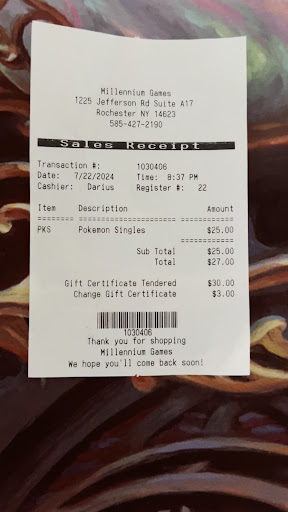 Millennium Games
1225 Jefferson Rd Suite A17
Rochester NY 14623
585-427-2190
Sales Receipt
Transaction #: 1030406
Date: 7/22/2024 Time: 8:37 PM
Cashier: Darius Register #: 22
Item Description Amount
======== ==================== ===========
PKS Pokemon Singles $25.00
============
Sub Total $25.00
Total $27.00
Gift Certificate Tendered $30.00
Change Gift Certificate $3.00
1030406
Thank you for shopping
Millennium Games
We hope you'll come back soon!